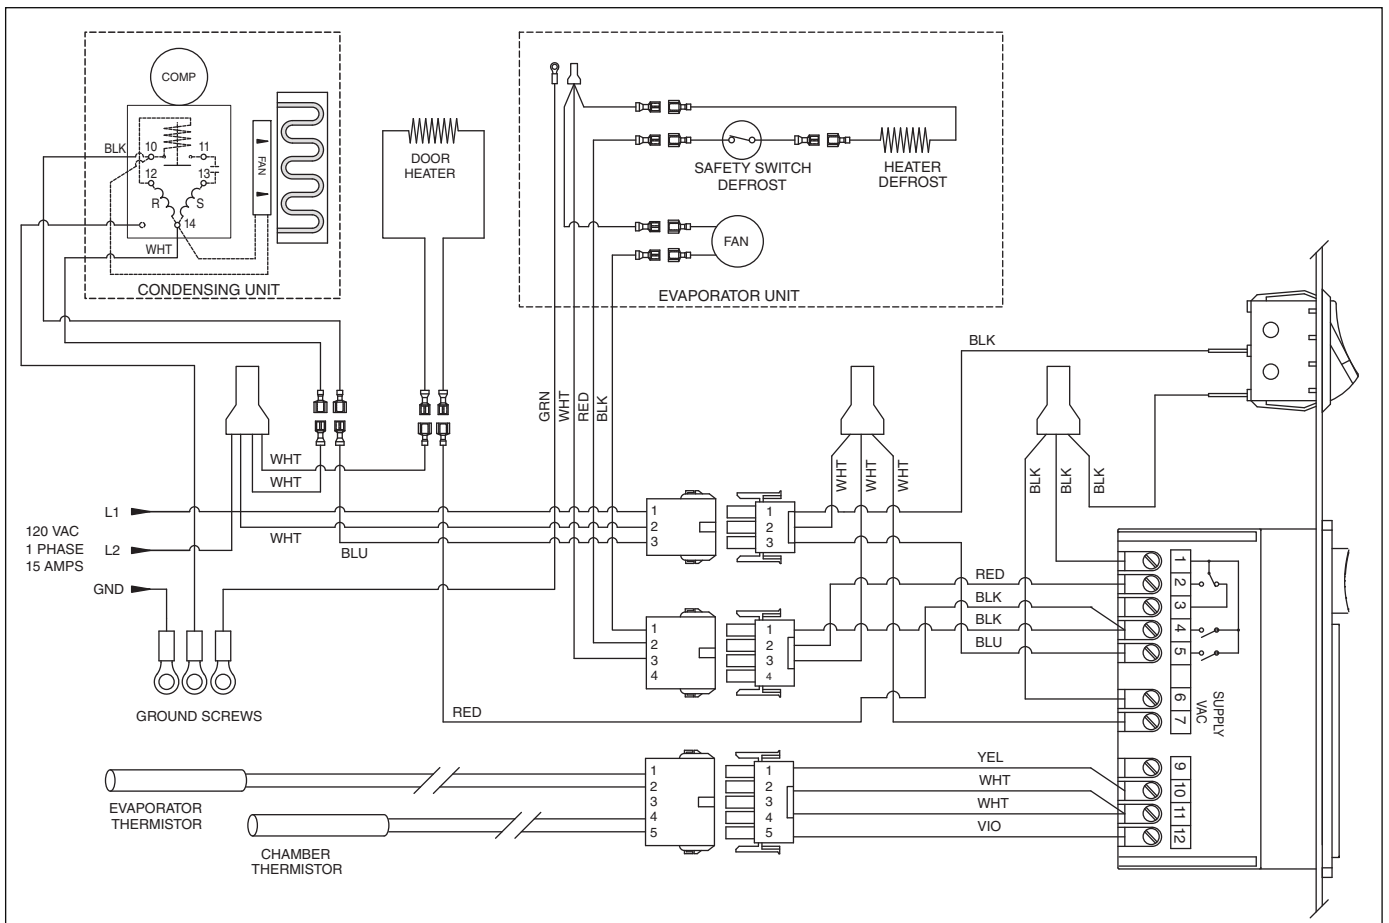 COMP
BLK
10
11
12
13
R
S
14
WHT
FAN
CONDENSING UNIT
DOOR
HEATER
SAFETY SWITCH
DEFROST
HEATER
DEFROST
FAN
EVAPORATOR UNIT
GRN
WHT
RED
BLK
BLK
WHT
WHT
WHT
BLK
BLK
BLK
WHT
WHT
WHT
BLU
120 VAC
1 PHASE
15 AMPS
L1
L2
GND
GROUND SCREWS
1
2
3
1
2
3
1
2
3
4
1
2
3
4
RED
BLK
BLK
BLU
RED
1
2
3
4
5
6
7
SUPPLY
VAC
9
10
11
12
EVAPORATOR
THERMISTOR
CHAMBER
THERMISTOR
1
2
3
4
5
1
2
3
4
5
YEL
WHT
WHT
VIO